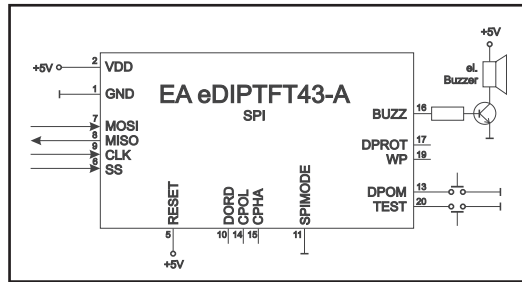 +5V
el.
Buzzer
+5V
2
VDD
1
GND
EA eDIPTFT43-A
SPI
7
MOSI
8
MISO
9
CLK
6
SS
BUZZ
16
DPROT
17
WP
19
DPOM
13
TEST
20
RESET
DORD
CPOL
CPHA
SPIMODE
5
10
14
15
11
+5V